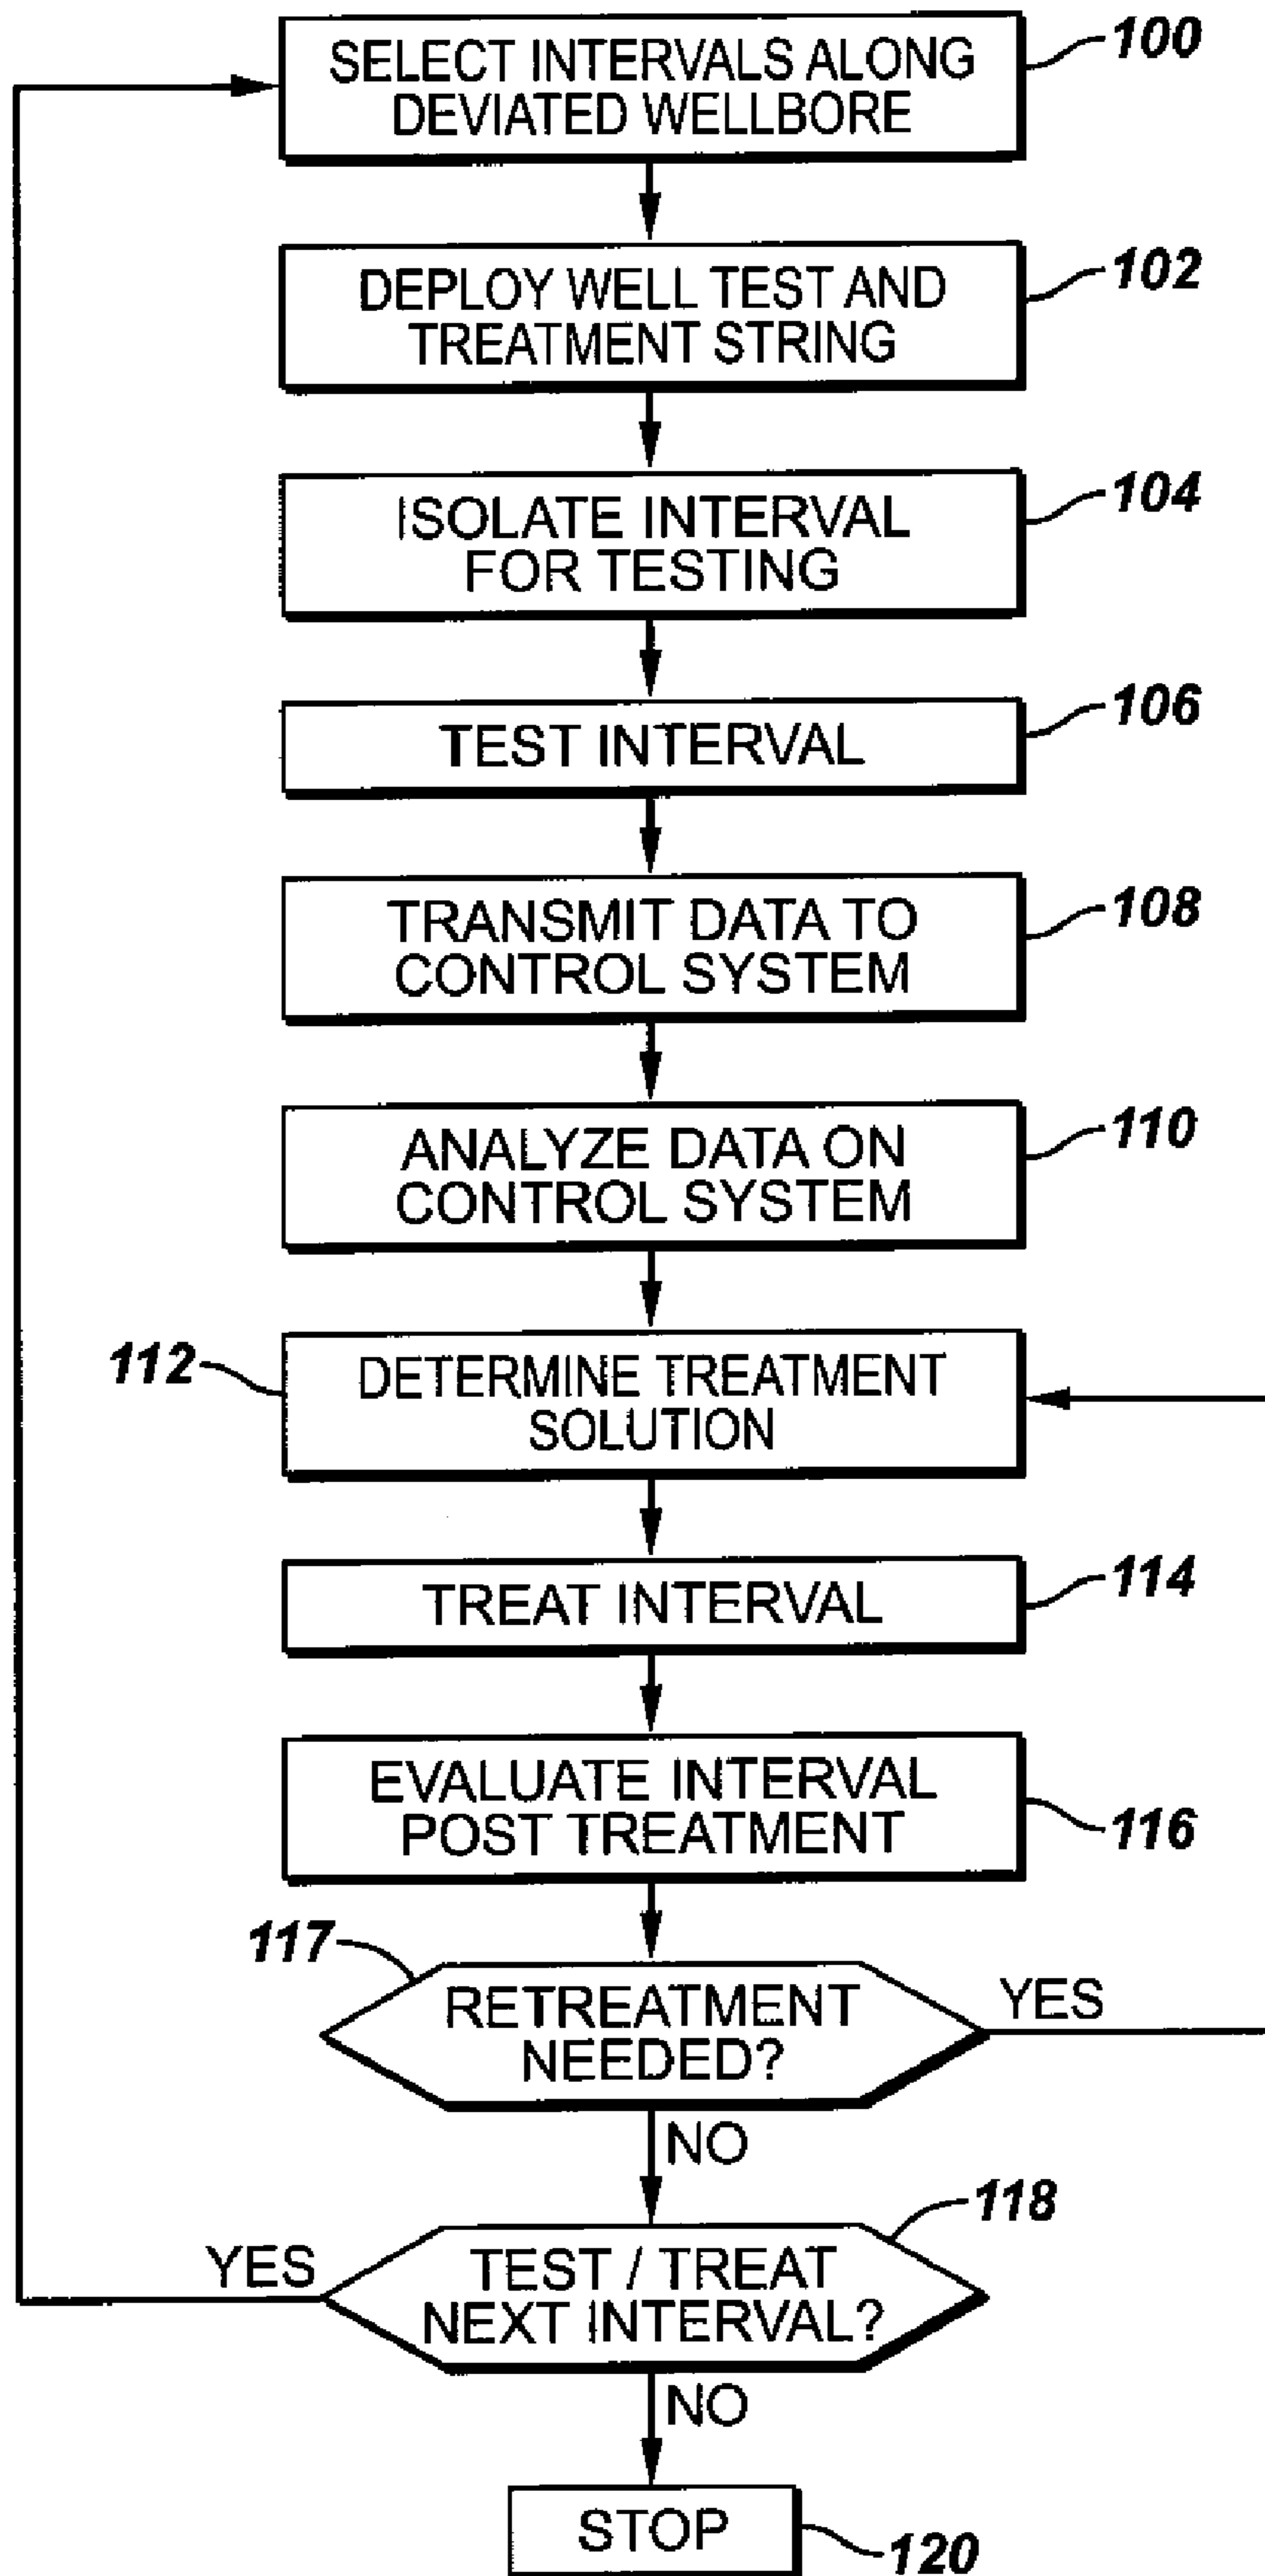 SELECT INTERVALS ALONG
DEVIATED WELLBORE
100
DEPLOY WELL TEST AND
TREATMENT STRING
102
ISOLATE INTERVAL
FOR TESTING
104
TEST INTERVAL
106
TRANSMIT DATA TO
CONTROL SYSTEM
108
ANALYZE DATA ON
CONTROL SYSTEM
110
112
DETERMINE TREATMENT
SOLUTION
TREAT INTERVAL
114
EVALUATE INTERVAL
POST TREATMENT
116
117
RETREATMENT
NEEDED?
YES
NO
118
YES
TEST / TREAT
NEXT INTERVAL?
NO
STOP
120